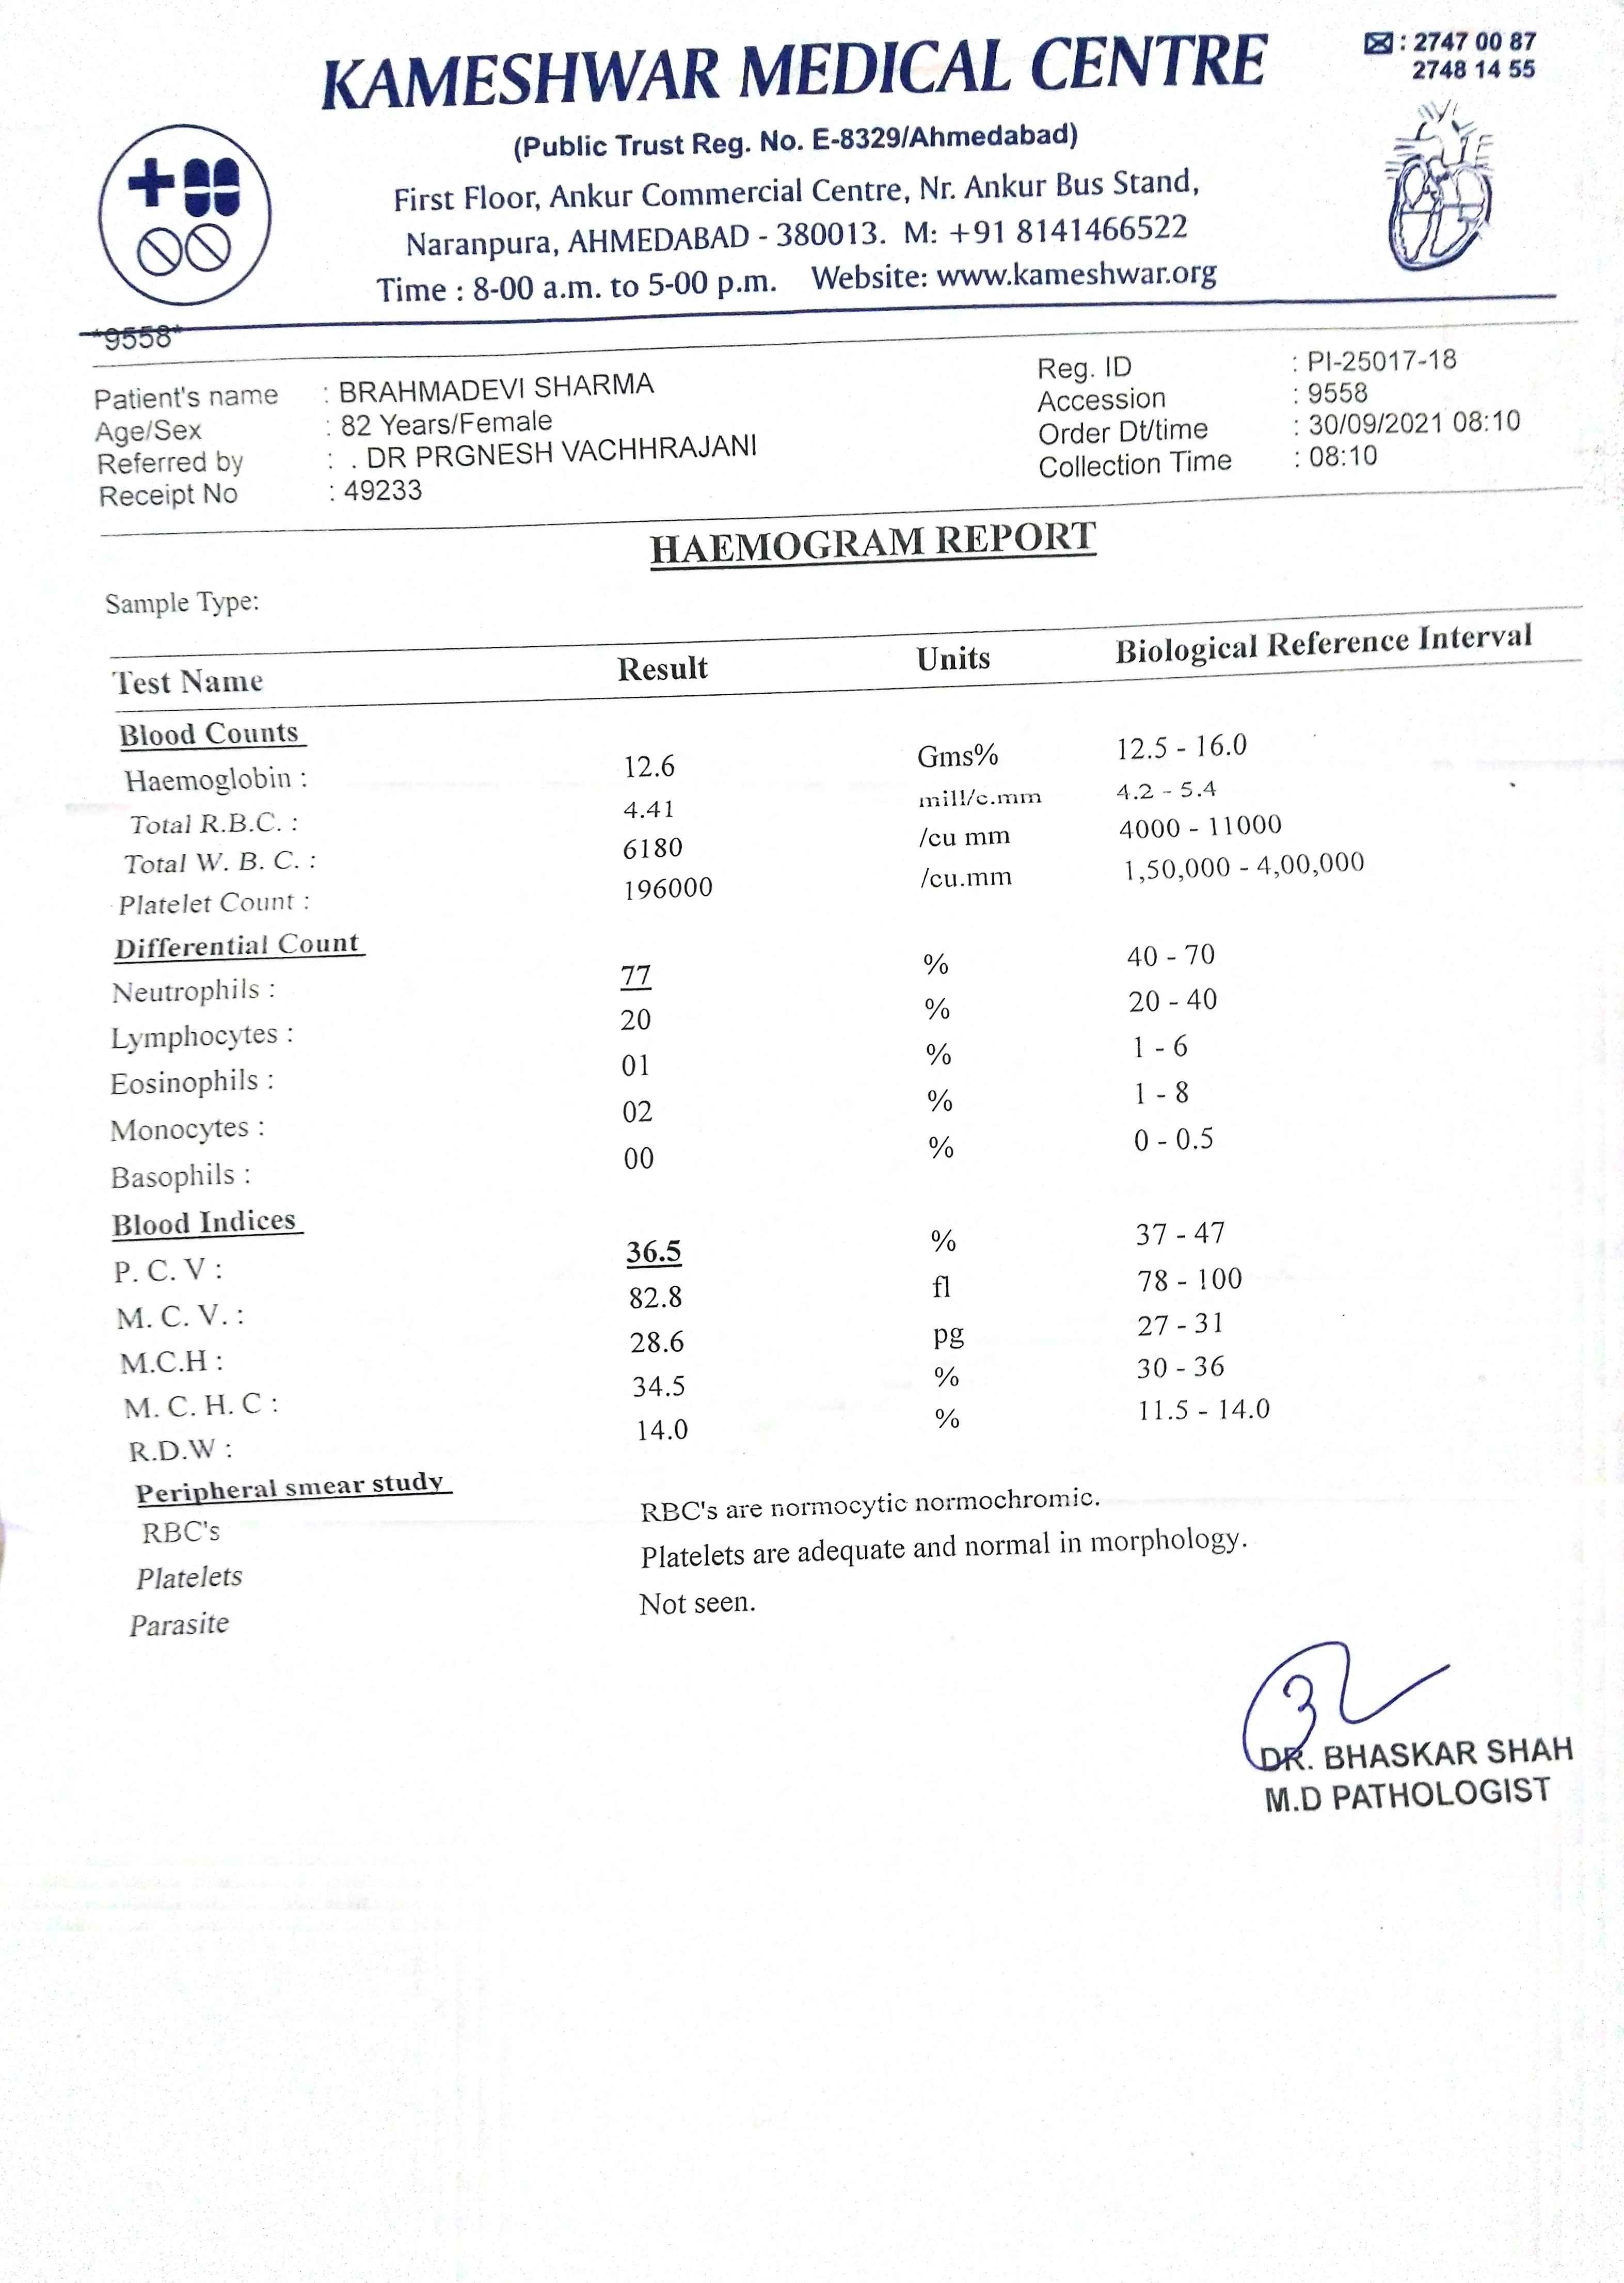 KAMESHWAR MEDICAL CENTRE
: 2747 00 87
2748 14 55
(Public Trust Reg. No. E-8329/Ahmedabad)
First Floor, Ankur Commercial Centre, Nr. Ankur Bus Stand,
Naranpura, AHMEDABAD - 380013. M: +91 8141466522
Time : 8-00 a.m. to 5-00 p.m. Website: www.kameshwar.org
*9558*
Patient's name : BRAHMADEVI SHARMA Reg. ID : PI-25017-18
Age/Sex : 82 Years/Female Accession : 9558
Referred by : . DR PRGNESH VACHHRAJANI Order Dt/time : 30/09/2021 08:10
Receipt No : 49233 Collection Time : 08:10
HAEMOGRAM REPORT
Sample Type:
Test Name Result Units Biological Reference Interval
Blood Counts
Haemoglobin : 12.6 Gms% 12.5 - 16.0
Total R.B.C. : 4.41 mill/c.mm 4.2 - 5.4
Total W. B. C. : 6180 /cu mm 4000 - 11000
Platelet Count : 196000 /cu.mm 1,50,000 - 4,00,000
Differential Count
Neutrophils : 77 % 40 - 70
Lymphocytes : 20 % 20 - 40
Eosinophils : 01 % 1 - 6
Monocytes : 02 % 1 - 8
Basophils : 00 % 0 - 0.5
Blood Indices
P. C. V : 36.5 % 37 - 47
M. C. V. : 82.8 fl 78 - 100
M.C.H : 28.6 pg 27 - 31
M. C. H. C : 34.5 % 30 - 36
R.D.W : 14.0 % 11.5 - 14.0
Peripheral smear study
RBC's RBC's are normocytic normochromic.
Platelets Platelets are adequate and normal in morphology.
Parasite Not seen.
DR. BHASKAR SHAH
M.D PATHOLOGIST